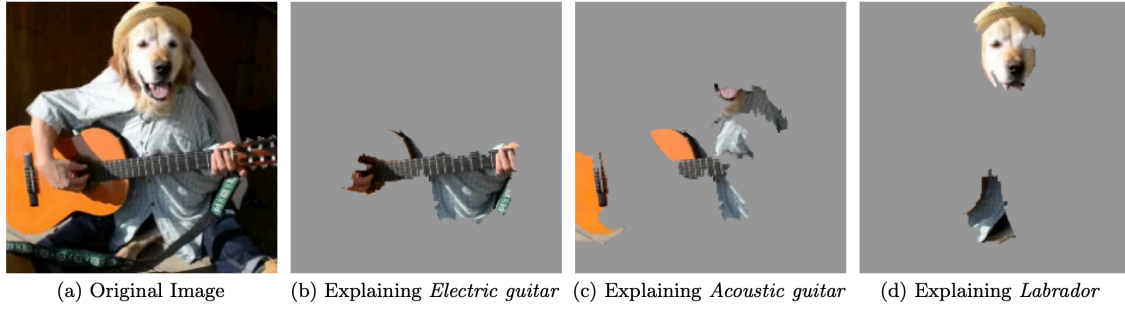 (a) Original Image
(b) Explaining Electric guitar
(c) Explaining Acoustic guitar
(d) Explaining Labrador